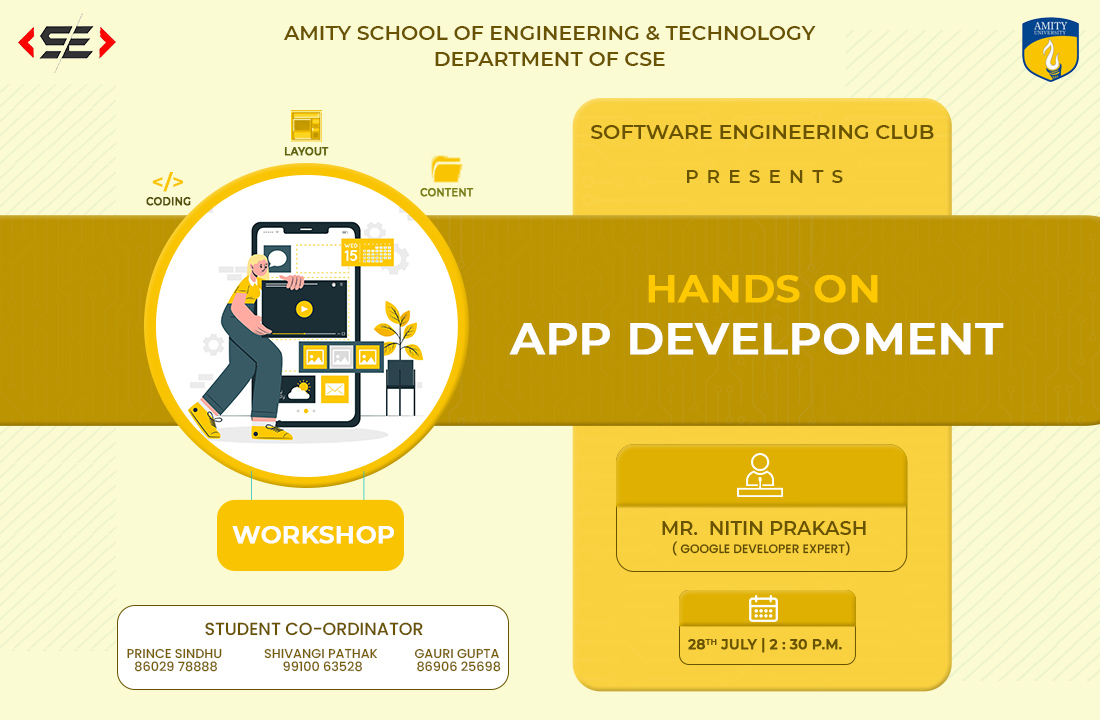 SE
AMITY SCHOOL OF ENGINEERING & TECHNOLOGY
DEPARTMENT OF CSE
AMITY
UNIVERSITY
LAYOUT
</> 
CODING
CONTENT
WED
15
SOFTWARE ENGINEERING CLUB
PRESENTS
HANDS ON
APP DEVELPOMENT
WORKSHOP
MR. NITIN PRAKASH
( GOOGLE DEVELOPER EXPERT)
28TH JULY | 2 : 30 P.M.
STUDENT CO-ORDINATOR
PRINCE SINDHU
86029 78888
SHIVANGI PATHAK
99100 63528
GAURI GUPTA
86906 25698